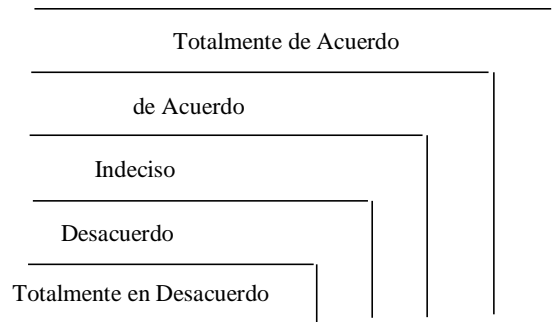 Totalmente de Acuerdo
de Acuerdo
Indeciso
Desacuerdo
Totalmente en Desacuerdo